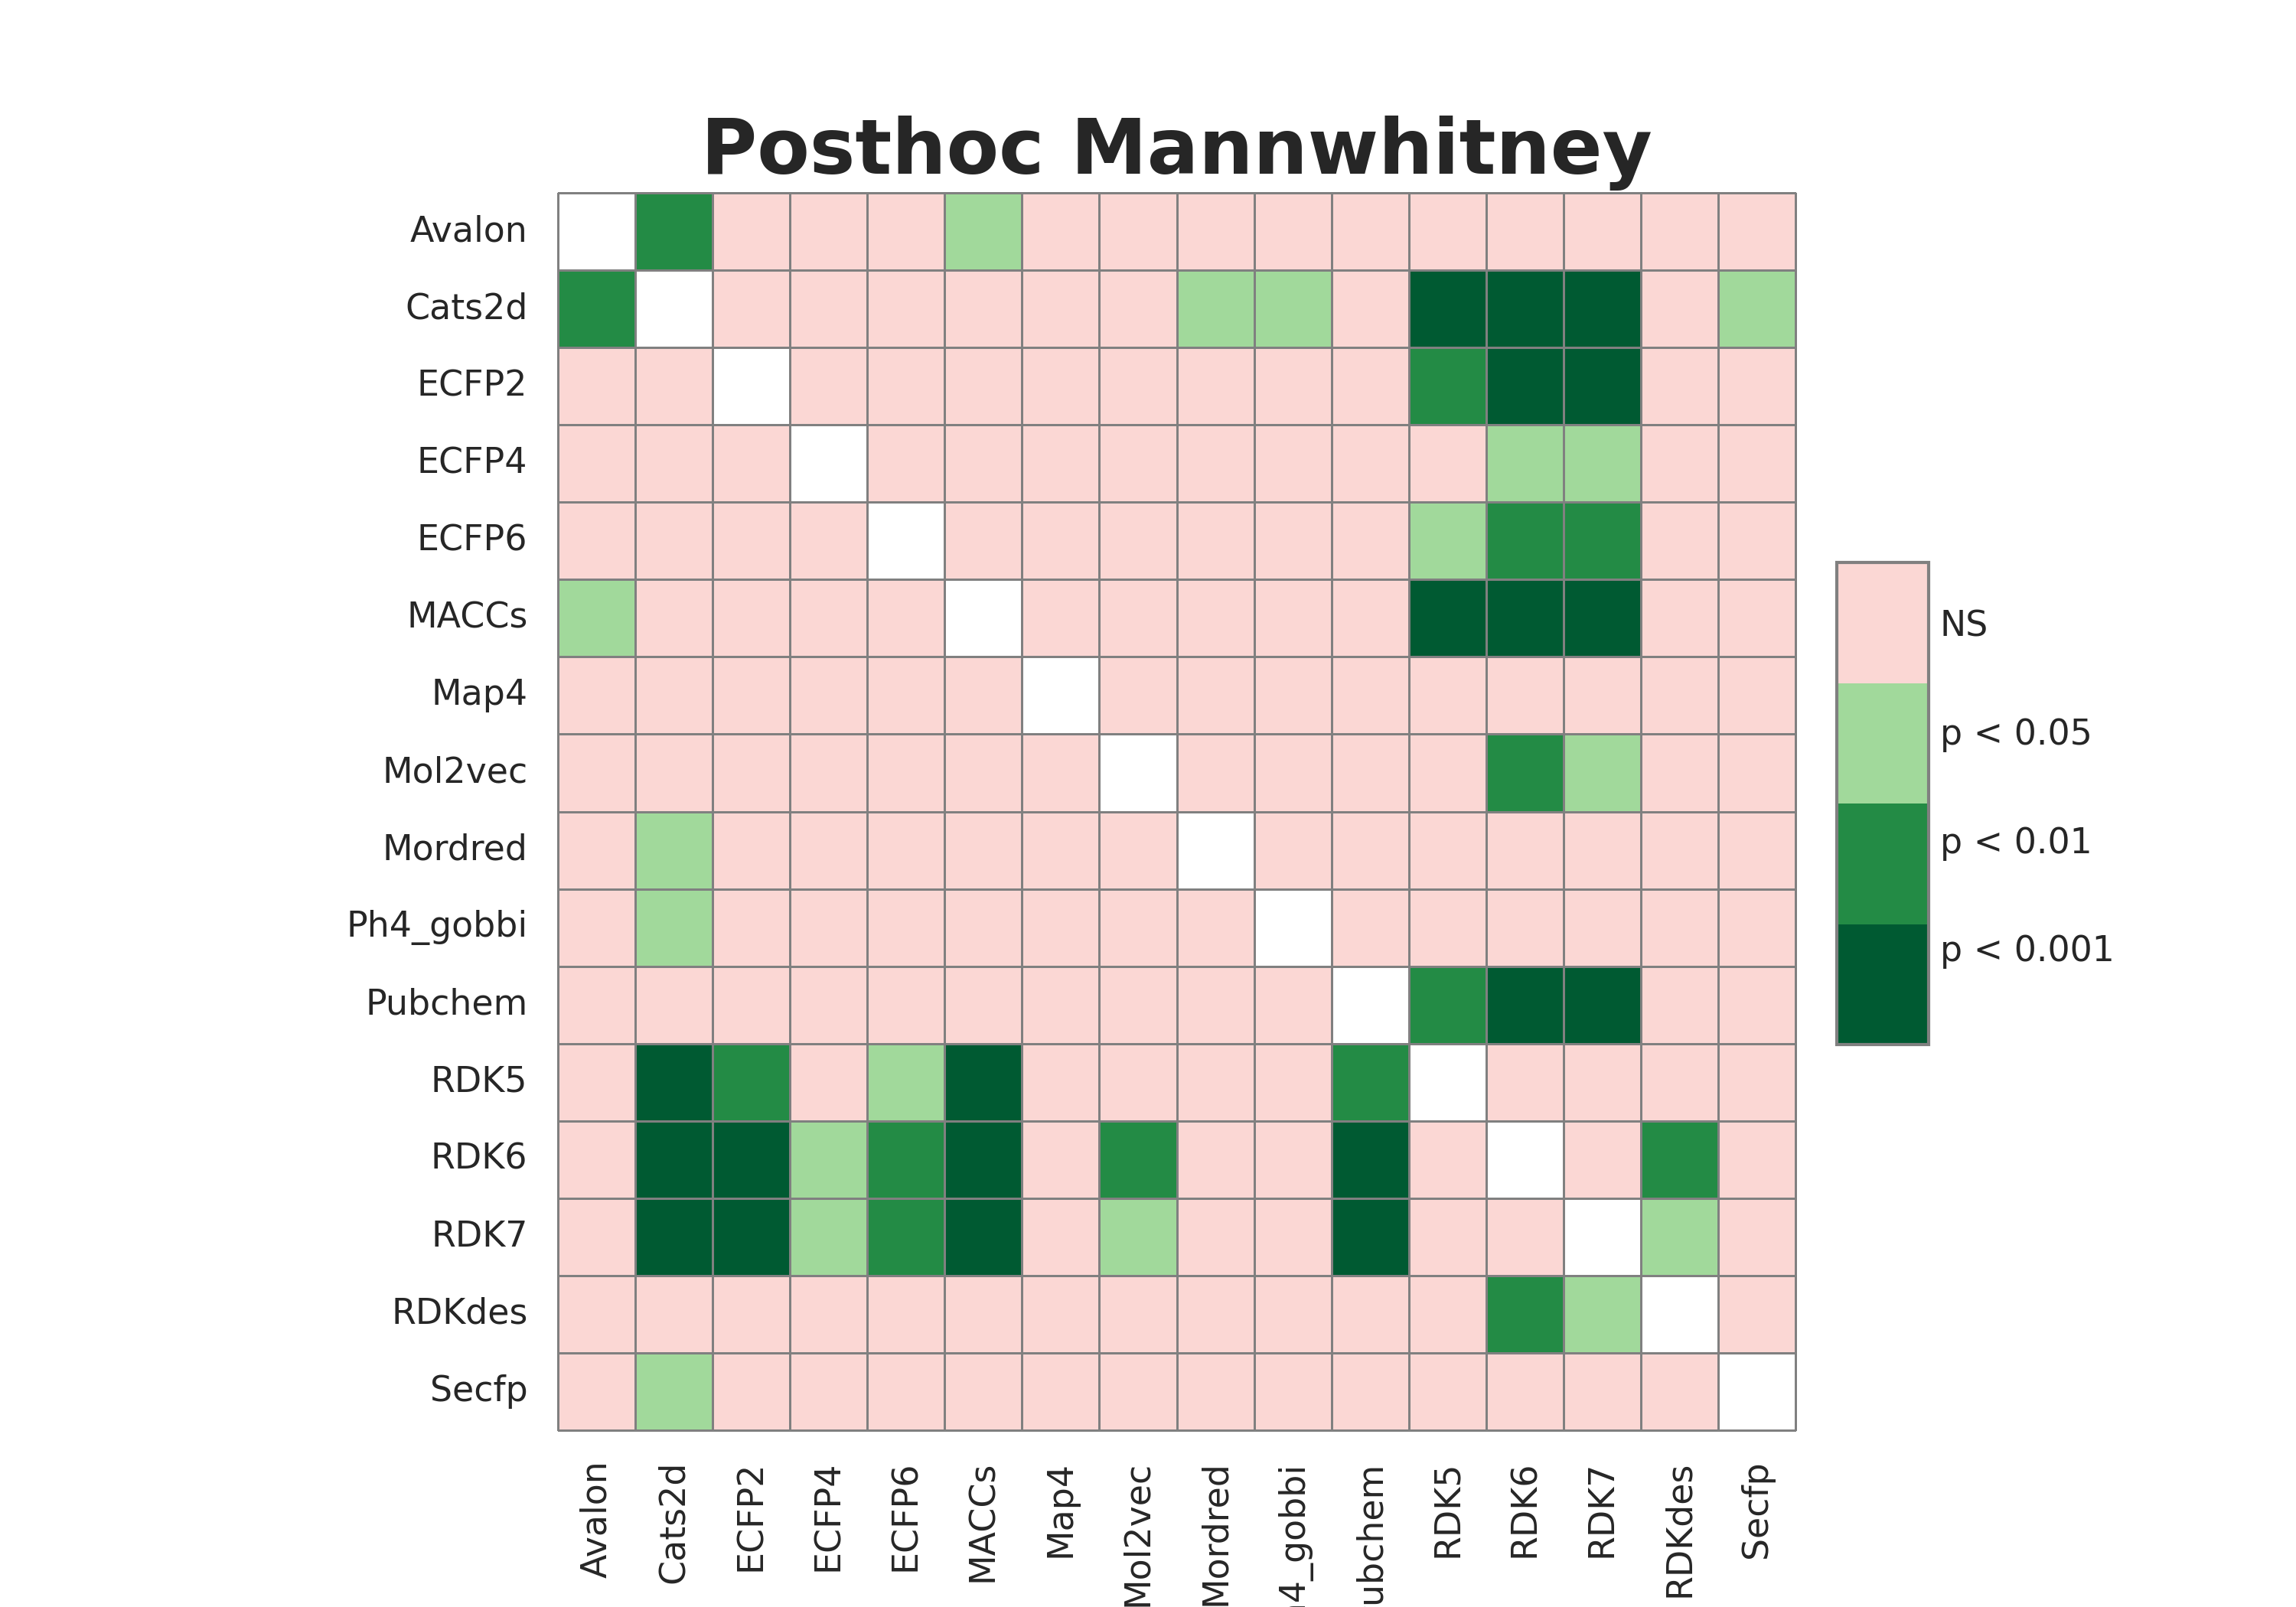 Posthoc Mannwhitney
Avalon
Cats2d
ECFP2
ECFP4
ECFP6
MACCs
Map4
Mol2vec
Mordred
Ph4_gobbi
Pubchem
RDK5
RDK6
RDK7
RDKdes
Secfp
NS
p < 0.05
p < 0.01
p < 0.001
Avalon
Cats2d
ECFP2
ECFP4
ECFP6
MACCs
Map4
Mol2vec
Mordred
4_gobbi
ubchem
RDK5
RDK6
RDK7
RDKdes
Secfp